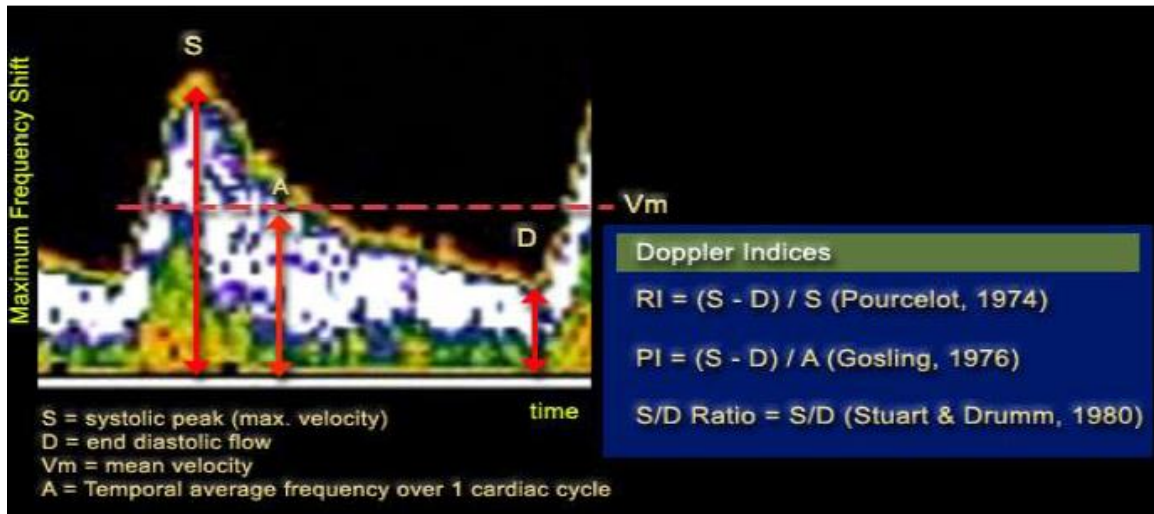 Maximum Frequency Shift
S
A
D
Vm
time
S = systolic peak (max. velocity)
D = end diastolic flow
Vm = mean velocity
A = Temporal average frequency over 1 cardiac cycle
Doppler Indices
RI = (S - D) / S (Pourcelot, 1974)
PI = (S - D) / A (Gosling, 1976)
S/D Ratio = S/D (Stuart & Drumm, 1980)